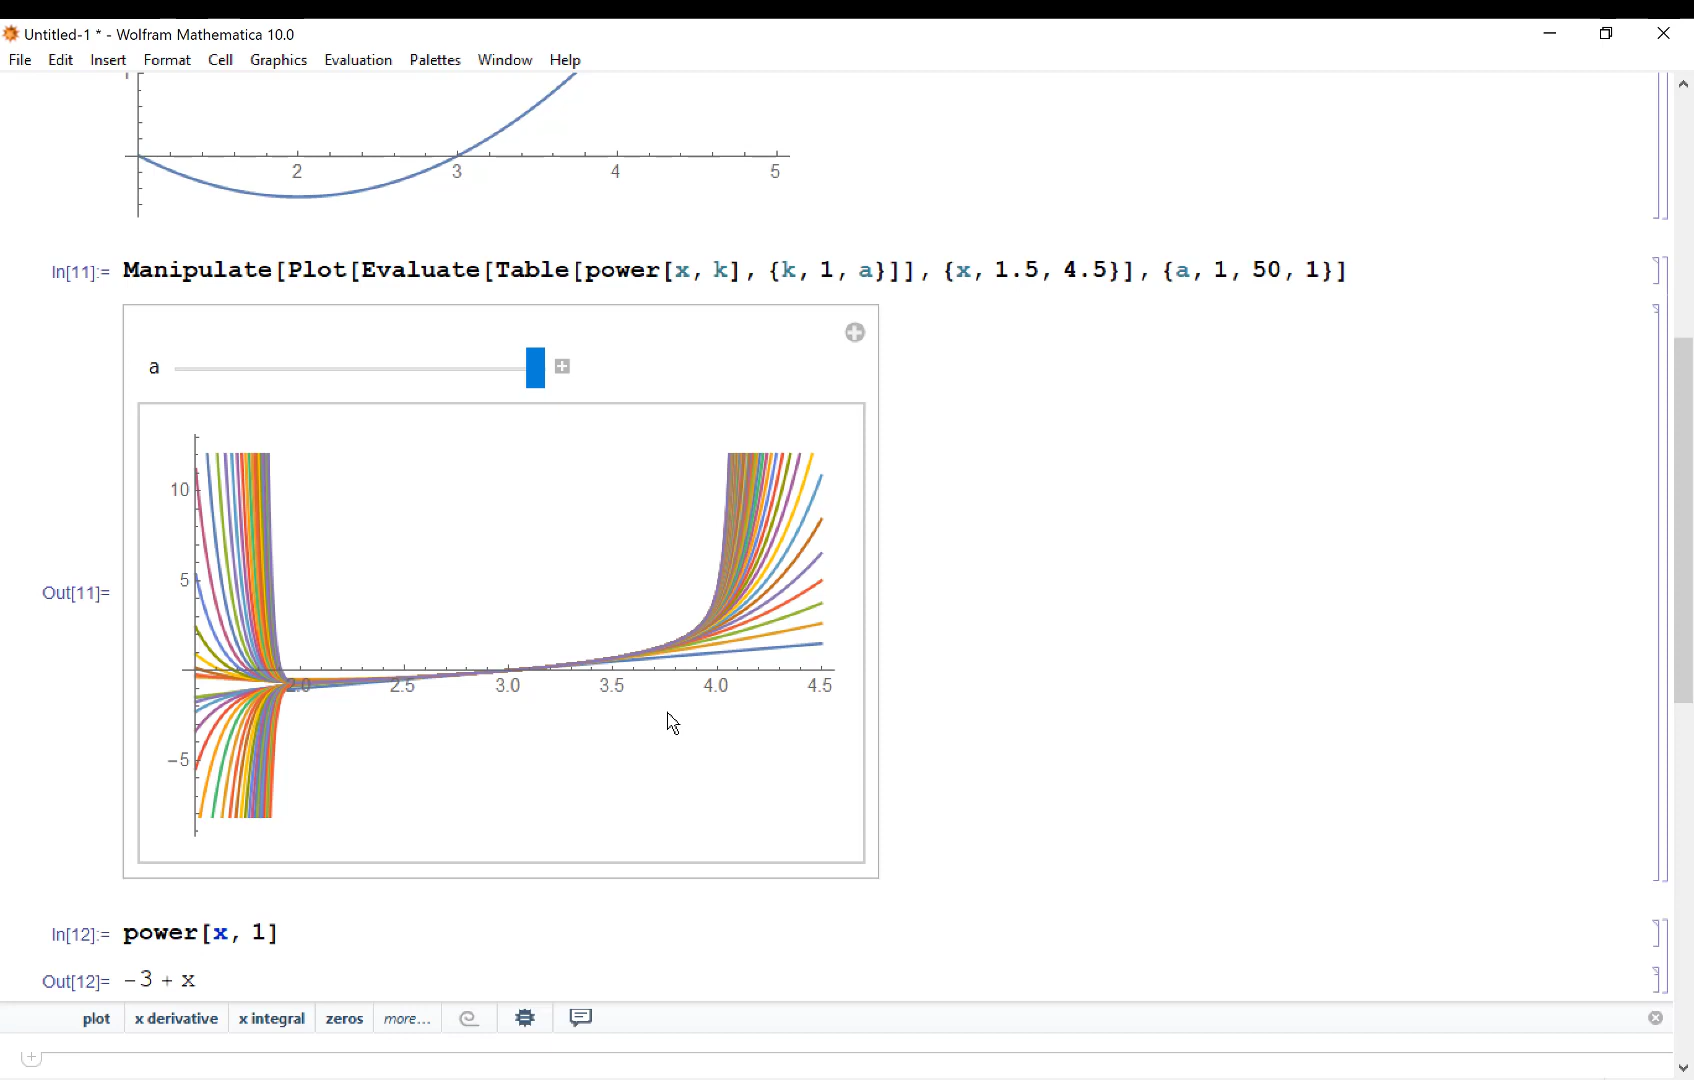 Untitled-1 * - Wolfram Mathematica 10.0
File Edit Insert Format Cell Graphics Evaluation Palettes Window Help
2 3 4 5
In[11]:= Manipulate[Plot[Evaluate[Table[power[x, k], {k, 1, a}]], {x, 1.5, 4.5}], {a, 1, 50, 1}]
a
10
5
Out[11]=
2.0 2.5 3.0 3.5 4.0 4.5
-5
In[12]:= power[x, 1]
Out[12]= -3 + x
plot x derivative x integral zeros more...